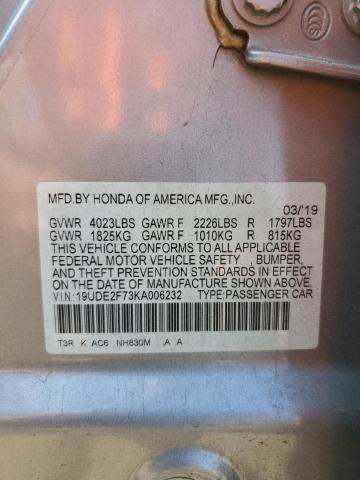 MFD.BY HONDA OF AMERICA MFG.,INC.
03/19
GVWR 4023LBS GAWR F 2226LBS R 1797LBS
GVWR 1825KG GAWR F 1010KG R 815KG
THIS VEHICLE CONFORMS TO ALL APPLICABLE
FEDERAL MOTOR VEHICLE SAFETY , BUMPER,
AND THEFT PREVENTION STANDARDS IN EFFECT
ON THE DATE OF MANUFACTURE SHOWN ABOVE.
VIN:19UDE2F73KA006232 TYPE:PASSENGER CAR
T3R K AC6 NH830M A A